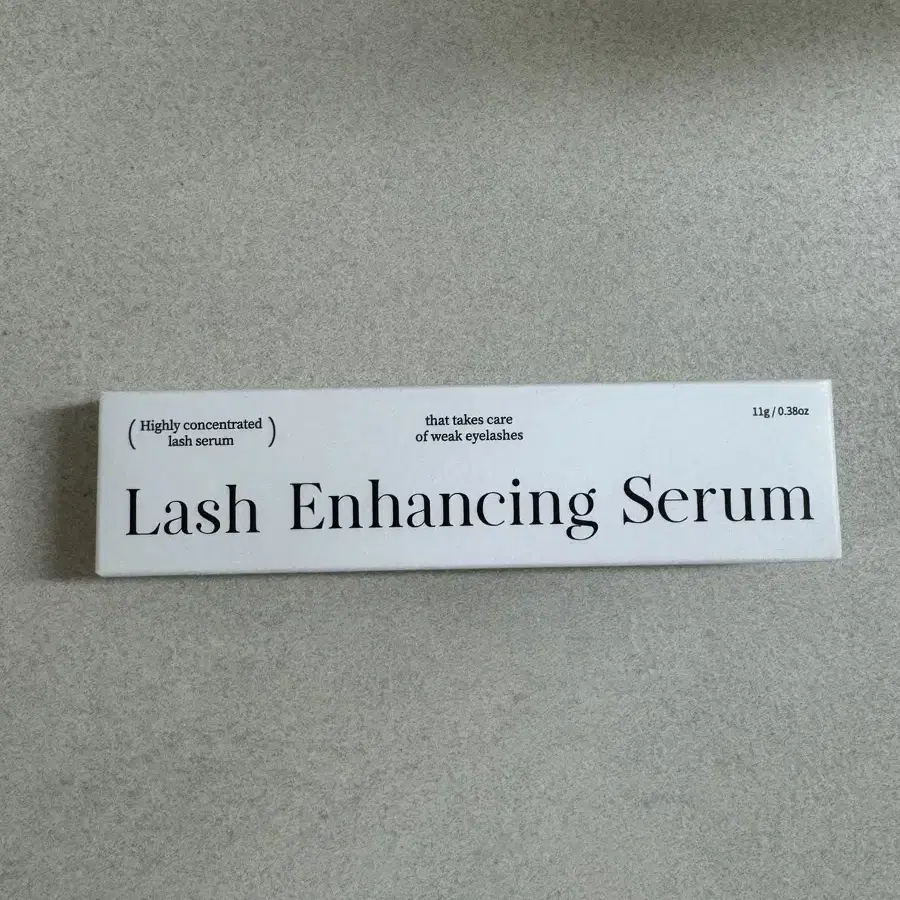 ( Highly concentrated
lash serum )
that takes care
of weak eyelashes
11g / 0.38oz
Lash Enhancing Serum